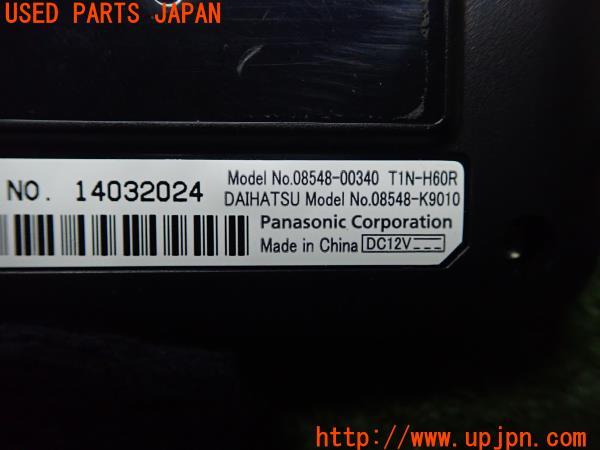 USED PARTS JAPAN
NO. 14032024
Model No.08548-00340 T1N-H60R
DAIHATSU Model No.08548-K9010
Panasonic Corporation
Made in China DC12V
UPJ
http://www.upjpn.com/